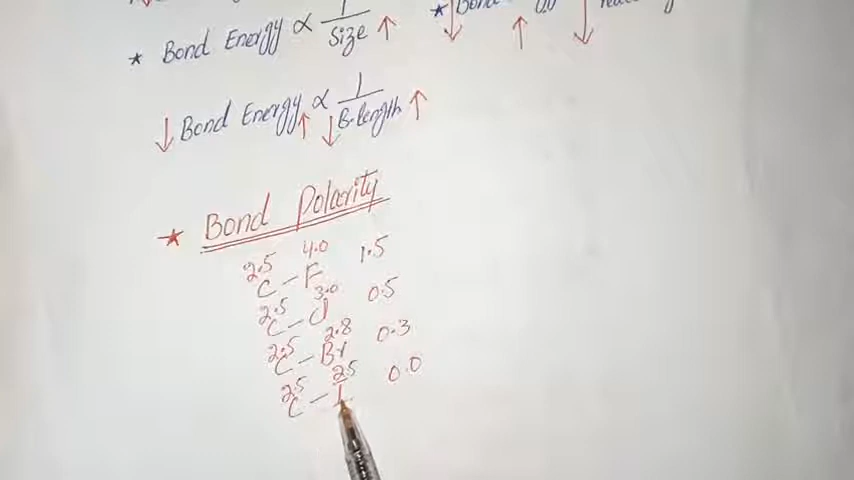 * Bond Energy ∝ 1/Size ↑
* ↓ Bond ↑ ↓
↓ Bond Energy ↑ ∝ 1/↓ B.length ↑
* Bond Polarity
2.5 4.0
C – F 1.5
2.5 3.0
C – Cl 0.5
2.5 2.8
C – Br 0.3
2.5 2.5
C – I 0.0